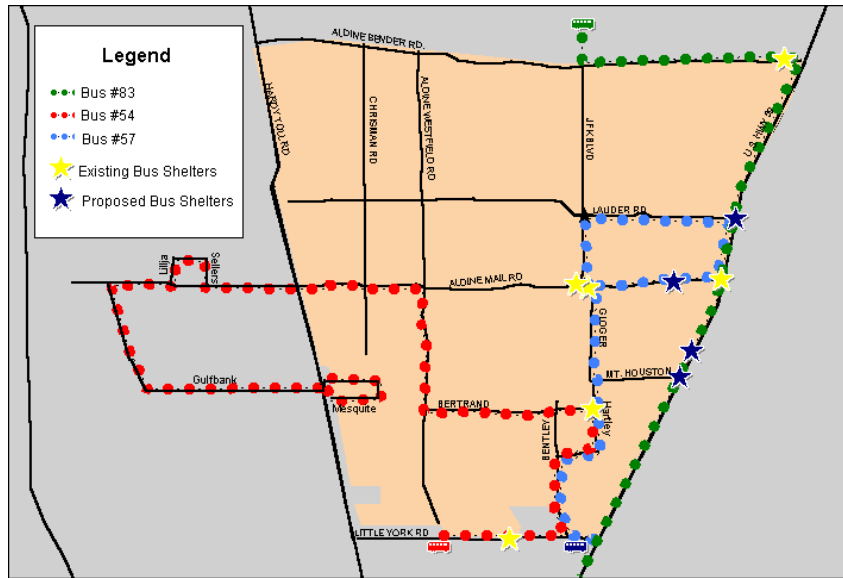 Legend
Bus #83
Bus #54
Bus #57
Existing Bus Shelters
Proposed Bus Shelters
ALDINE BENDER RD.
HARDY TOLL RD
CHRISMAN RD
ALDINE WESTFIELD RD
JFK BLVD
U.S. HWY 59
LAUDER RD
Lillja
Sellers
ALDINE MAIL RD
GLOGER
MT. HOUSTON
Gulfbank
Mesquite
BERTRAND
BENTLEY
Hartley
LITTLE YORK RD